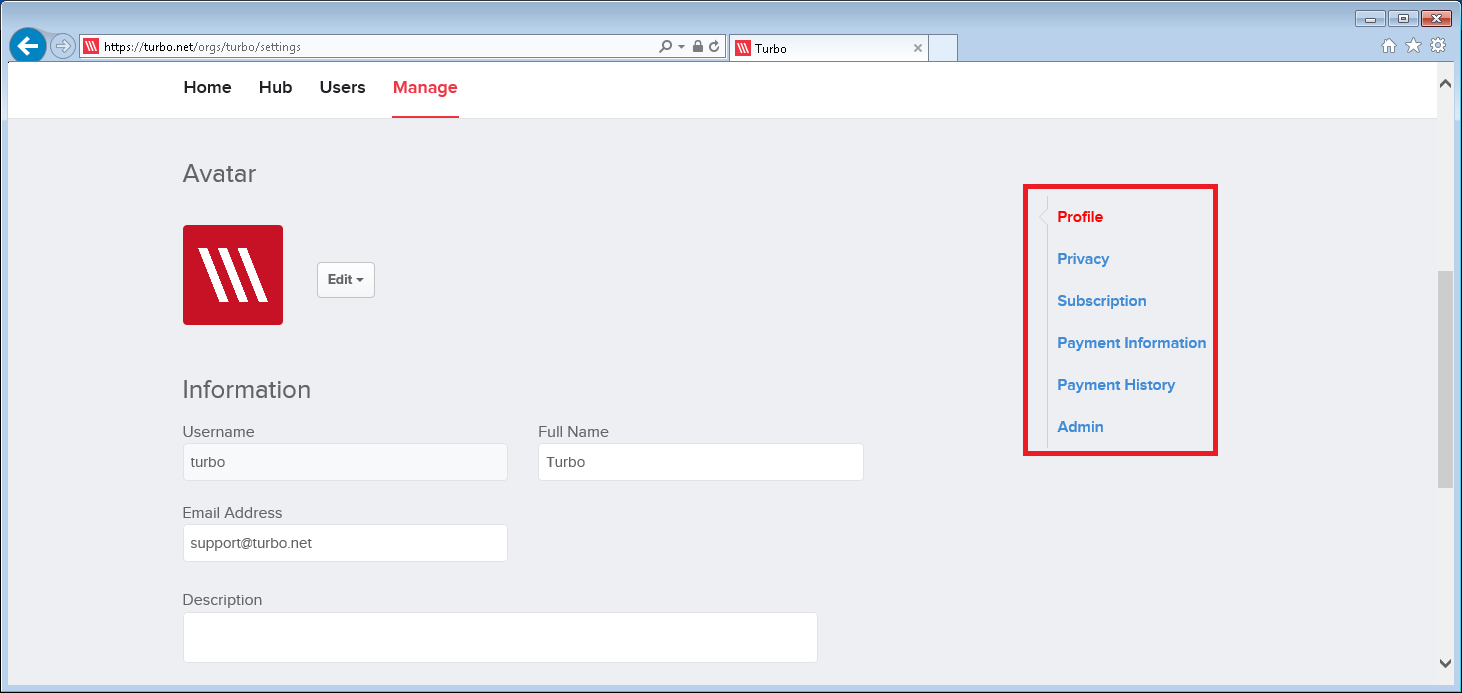 https://turbo.net/orgs/turbo/settings
Turbo
Home Hub Users Manage
Avatar
Edit
Profile
Privacy
Subscription
Payment Information
Payment History
Admin
Information
Username Full Name
turbo Turbo
Email Address
support@turbo.net
Description